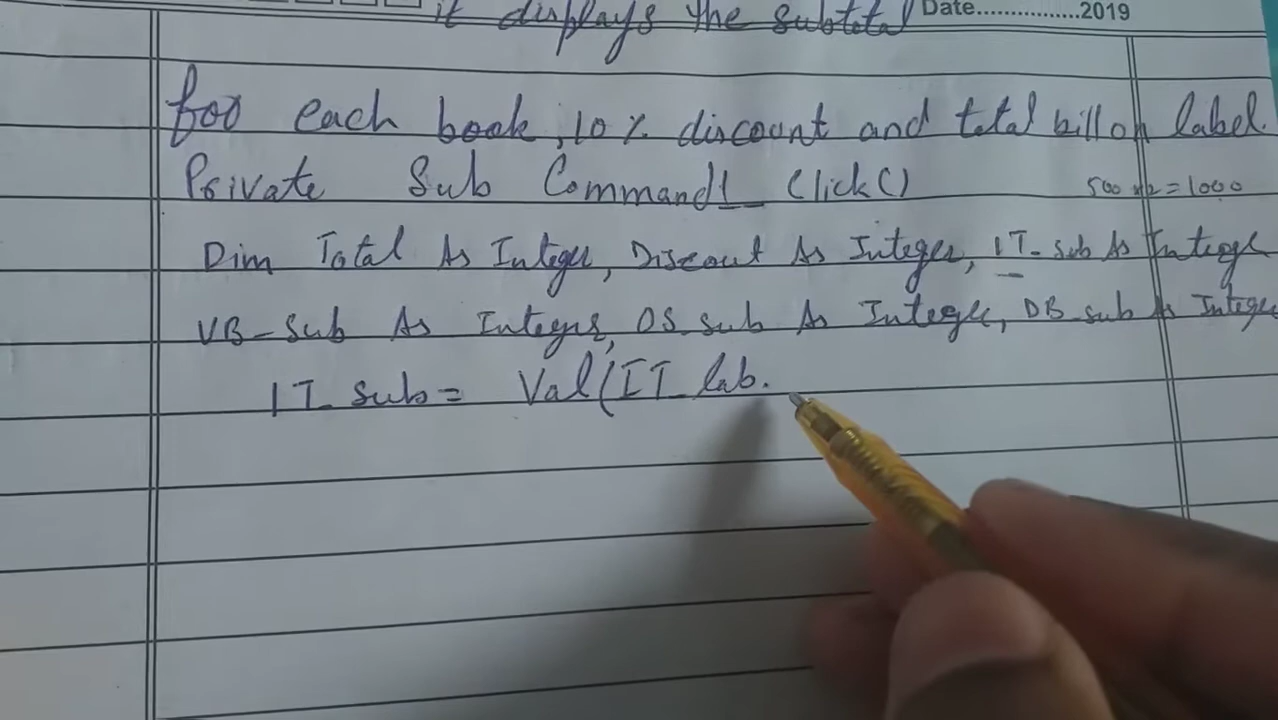 it displays the subtotal Date................2019
for each book, 10% discount and total bill on label.
Private Sub Command1_Click()
500 x 2 = 1000
Dim Total As Integer, Discout As Integer, IT_sub As Integer
VB_sub As Integer, OS_sub As Integer, DB_sub As Integer
IT_sub = Val(IT_lab.